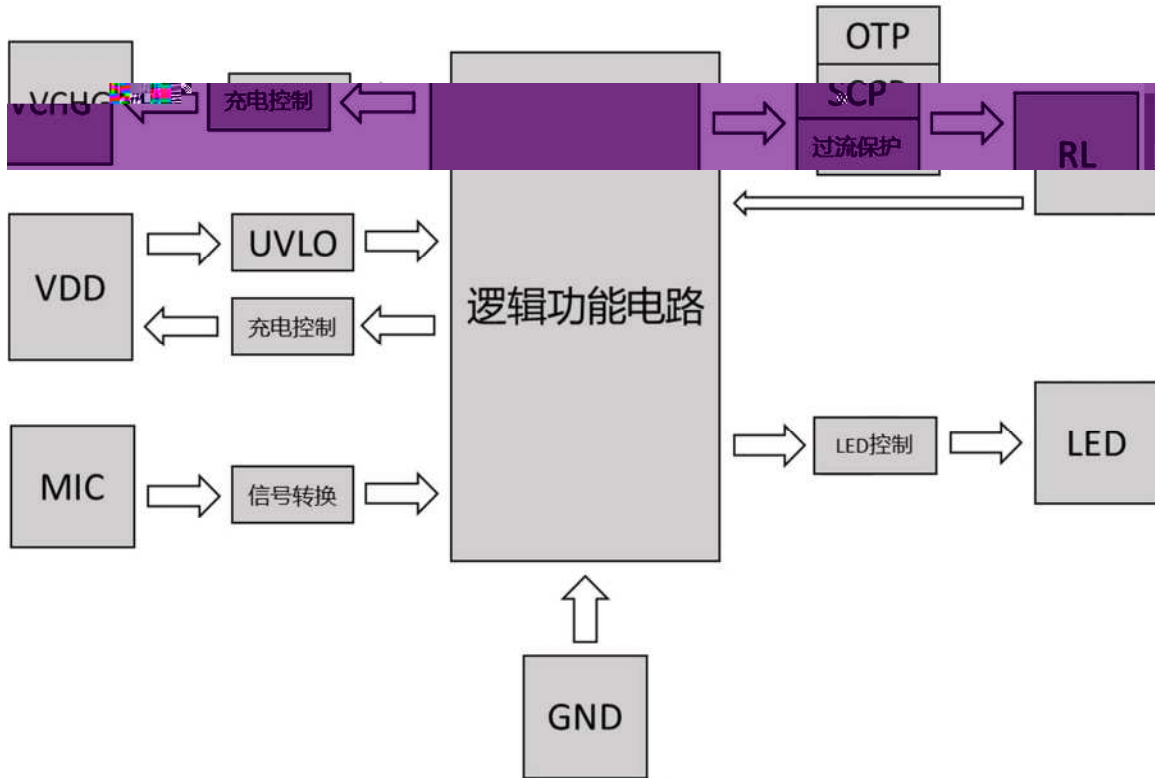 OTP
VCHG
充电控制
SCP
过流保护
RL
VDD
UVLO
充电控制
逻辑功能电路
MIC
信号转换
LED控制
LED
GND